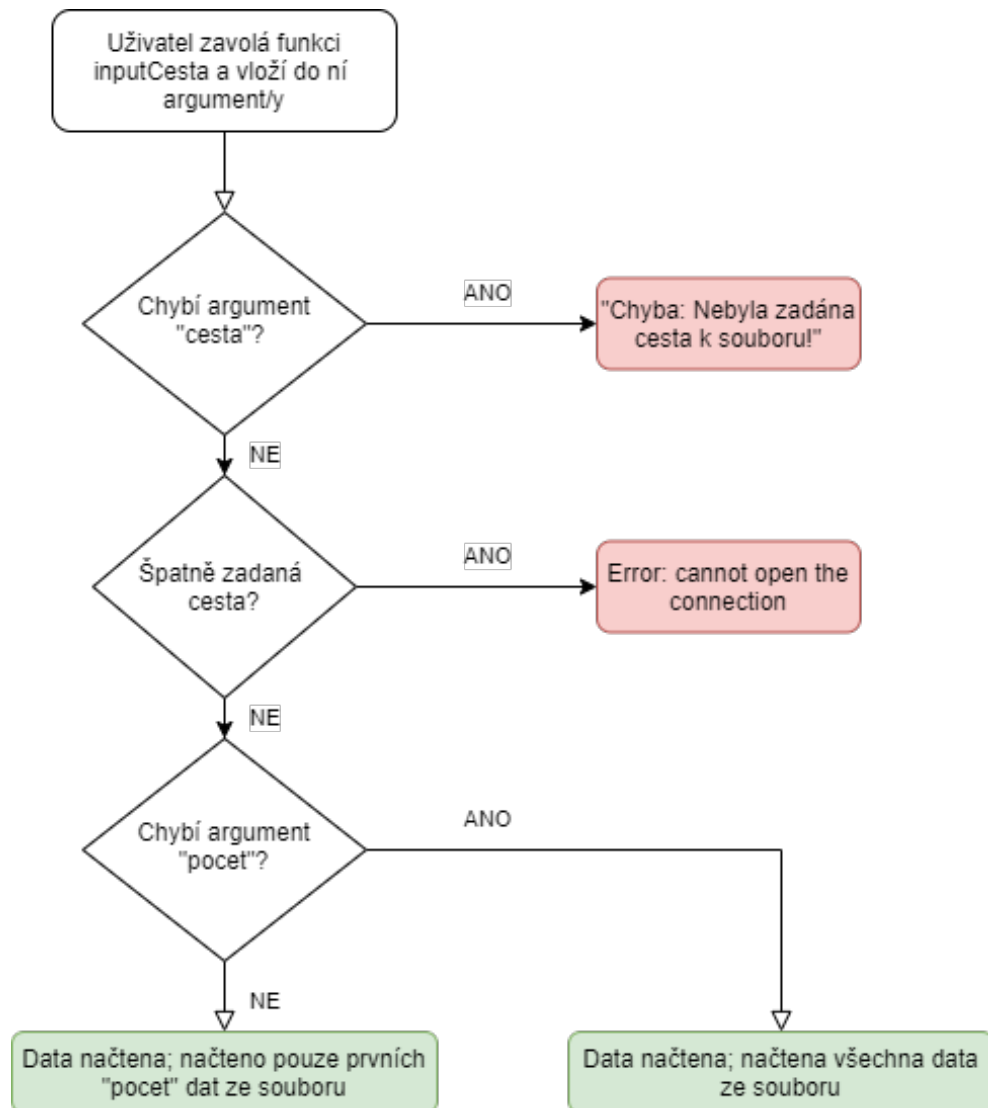 Uživatel zavolá funkci
inputCesta a vloží do ní
argument/y
Chybí argument
"cesta"?
ANO
"Chyba: Nebyla zadána
cesta k souboru!"
NE
Špatně zadaná
cesta?
ANO
Error: cannot open the
connection
NE
Chybí argument
"pocet"?
ANO
NE
Data načtena; načteno pouze prvních
"pocet" dat ze souboru
Data načtena; načtena všechna data
ze souboru